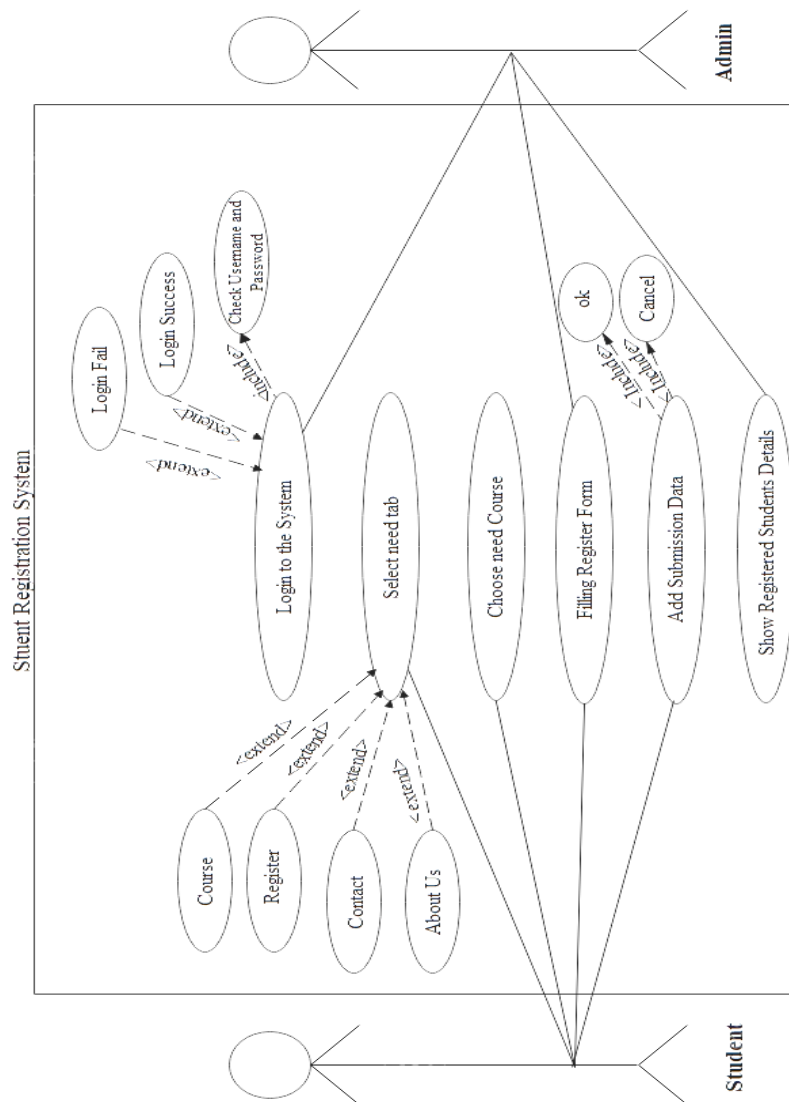 Stuent Registration System
Login Fail
Login Success
Check Username and
Password
<extend>
<extend>
<include>
Login to the System
Course
<extend>
Register
<extend>
Select need tab
Contact
<extend>
About Us
<extend>
Choose need Course
Filling Register Form
ok
<Include>
Cancel
<Include>
Add Submission Data
Show Registered Students Details
Student
Admin